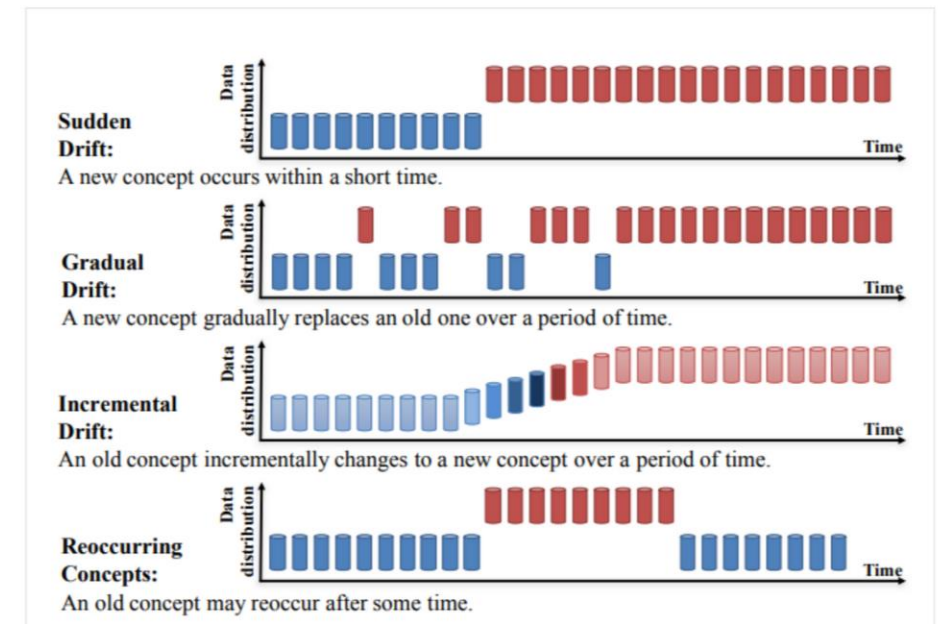 Data
distribution
Sudden
Drift:
Time
A new concept occurs within a short time.
Data
distribution
Gradual
Drift:
Time
A new concept gradually replaces an old one over a period of time.
Data
distribution
Incremental
Drift:
Time
An old concept incrementally changes to a new concept over a period of time.
Data
distribution
Reoccurring
Concepts:
Time
An old concept may reoccur after some time.